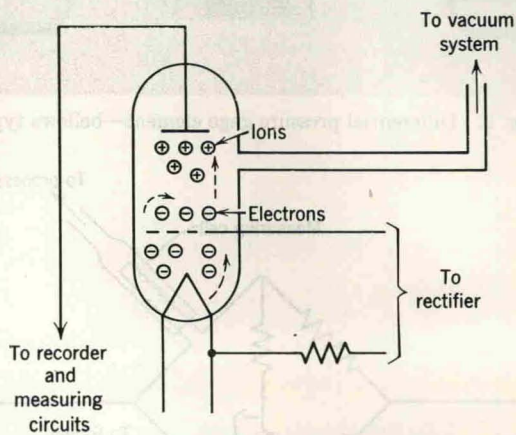 To vacuum
system
Ions
Electrons
To
rectifier
To recorder
and
measuring
circuits